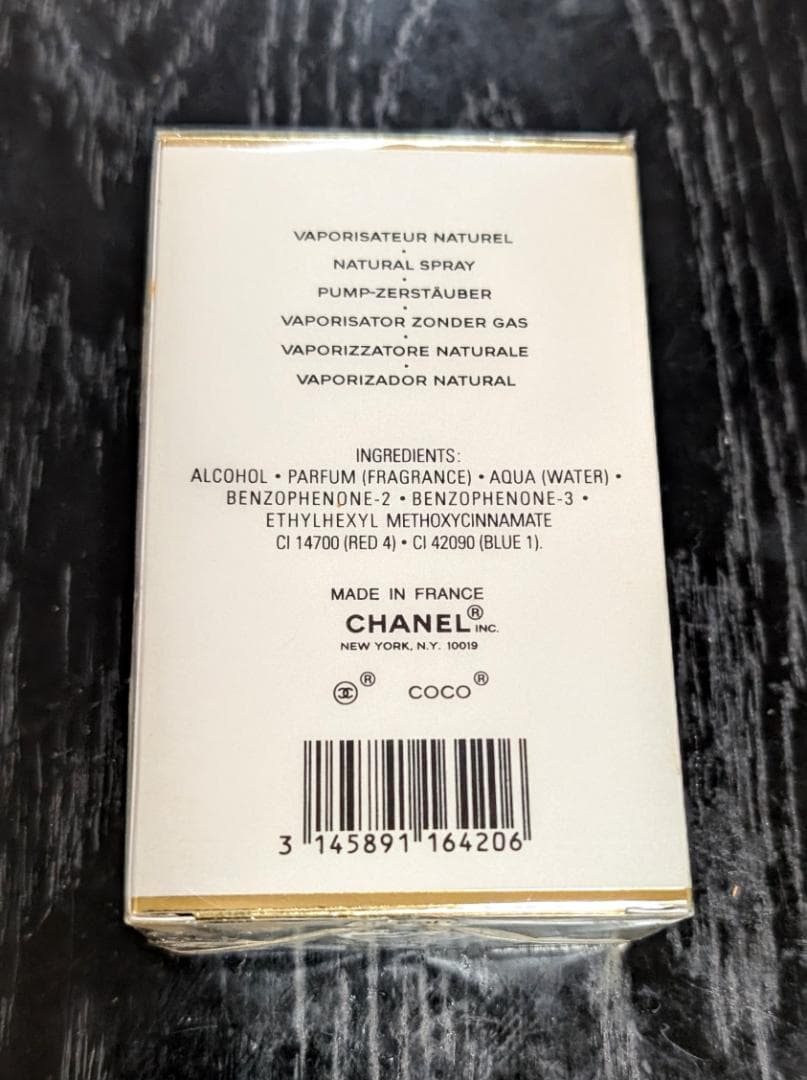 VAPORISATEUR NATUREL
•
NATURAL SPRAY
•
PUMP-ZERSTÄUBER
•
VAPORISATOR ZONDER GAS
•
VAPORIZZATORE NATURALE
•
VAPORIZADOR NATURAL
INGREDIENTS:
ALCOHOL • PARFUM (FRAGRANCE) • AQUA (WATER) •
BENZOPHENONE-2 • BENZOPHENONE-3 •
ETHYLHEXYL METHOXYCINNAMATE
CI 14700 (RED 4) • CI 42090 (BLUE 1).
MADE IN FRANCE
CHANEL® INC.
NEW YORK, N.Y. 10019
® COCO®
3 145891 164206